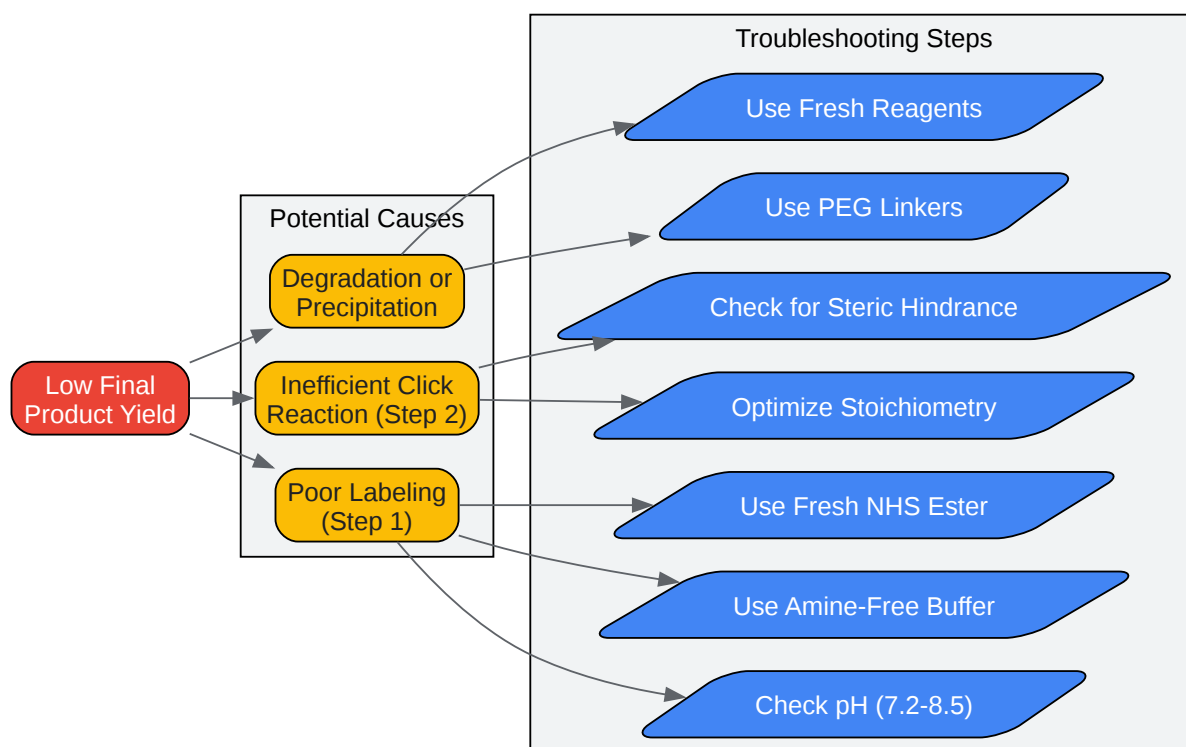 Troubleshooting Steps
Use Fresh Reagents
Use PEG Linkers
Potential Causes
Degradation or
Precipitation
Check for Steric Hindrance
Low Final
Product Yield
Inefficient Click
Reaction (Step 2)
Optimize Stoichiometry
Poor Labeling
(Step 1)
Use Fresh NHS Ester
Use Amine-Free Buffer
Check pH (7.2-8.5)